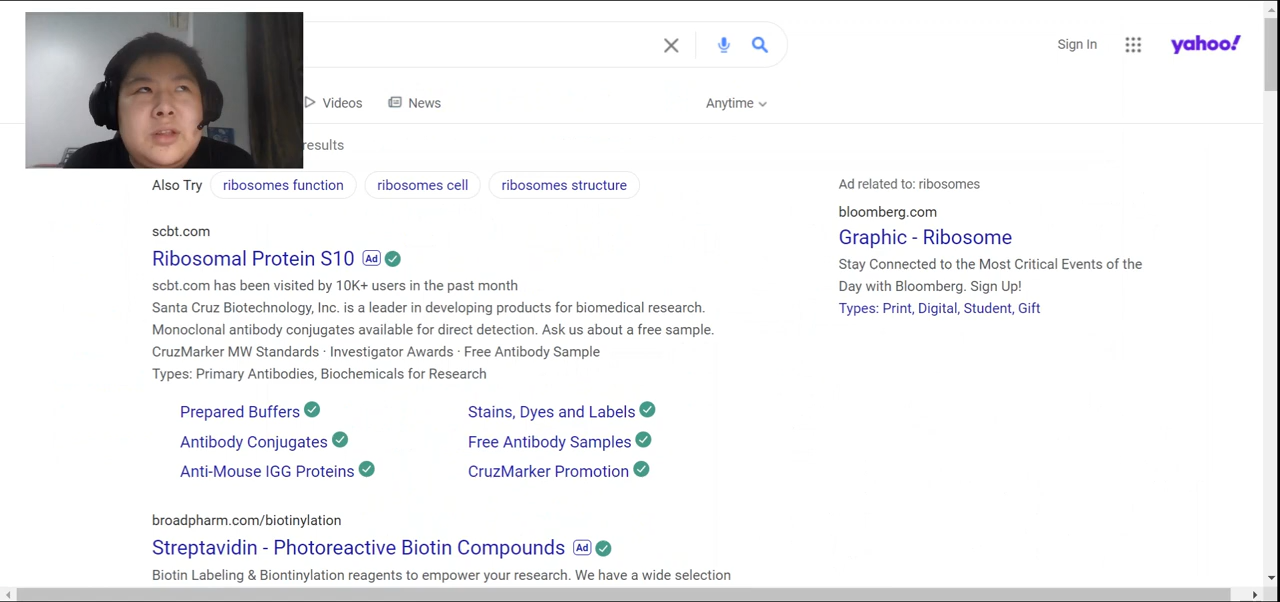 Sign In
yahoo!
Videos
News
Anytime
results
Also Try
ribosomes function
ribosomes cell
ribosomes structure
scbt.com
Ribosomal Protein S10 Ad
scbt.com has been visited by 10K+ users in the past month
Santa Cruz Biotechnology, Inc. is a leader in developing products for biomedical research.
Monoclonal antibody conjugates available for direct detection. Ask us about a free sample.
CruzMarker MW Standards · Investigator Awards · Free Antibody Sample
Types: Primary Antibodies, Biochemicals for Research
Prepared Buffers
Stains, Dyes and Labels
Antibody Conjugates
Free Antibody Samples
Anti-Mouse IGG Proteins
CruzMarker Promotion
broadpharm.com/biotinylation
Streptavidin - Photoreactive Biotin Compounds Ad
Biotin Labeling & Biontinylation reagents to empower your research. We have a wide selection
Ad related to: ribosomes
bloomberg.com
Graphic - Ribosome
Stay Connected to the Most Critical Events of the
Day with Bloomberg. Sign Up!
Types: Print, Digital, Student, Gift